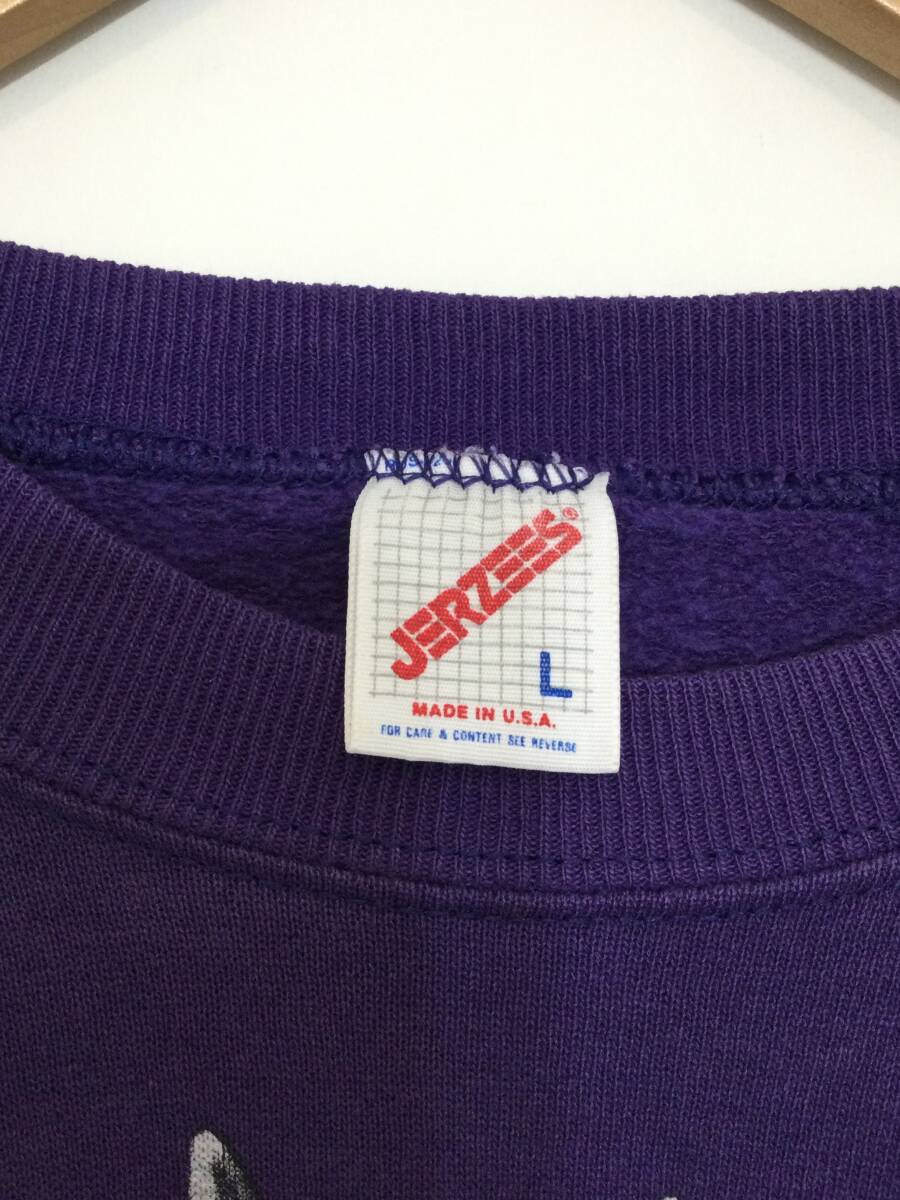 JERZEES®
L
MADE IN U.S.A.
FOR CARE & CONTENT SEE REVERSE